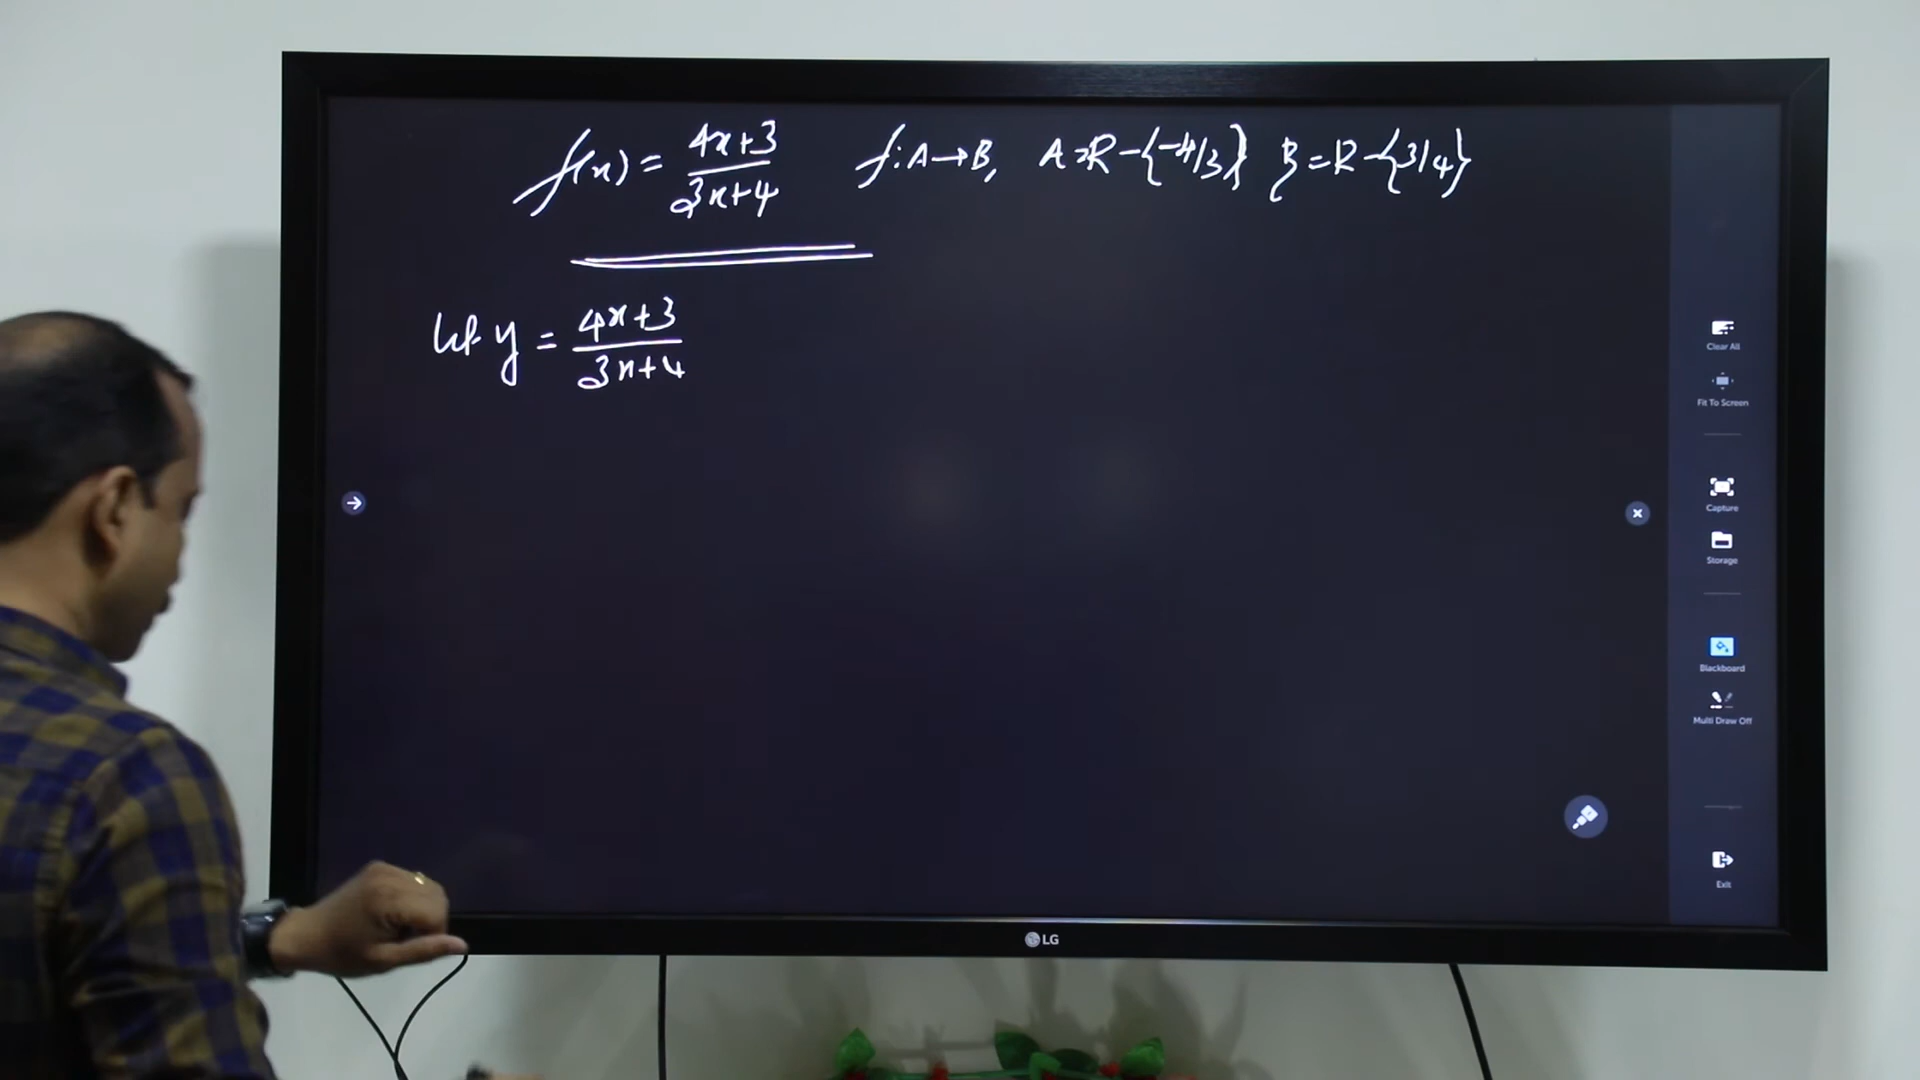 f(x) = 4x+3 / 3x+4 f: A→B, A=R-{-4/3} B=R-{3/4}
let y = 4x+3 / 3x+4
Clear All
Fit To Screen
Capture
Storage
Blackboard
Multi Draw Off
Exit
LG